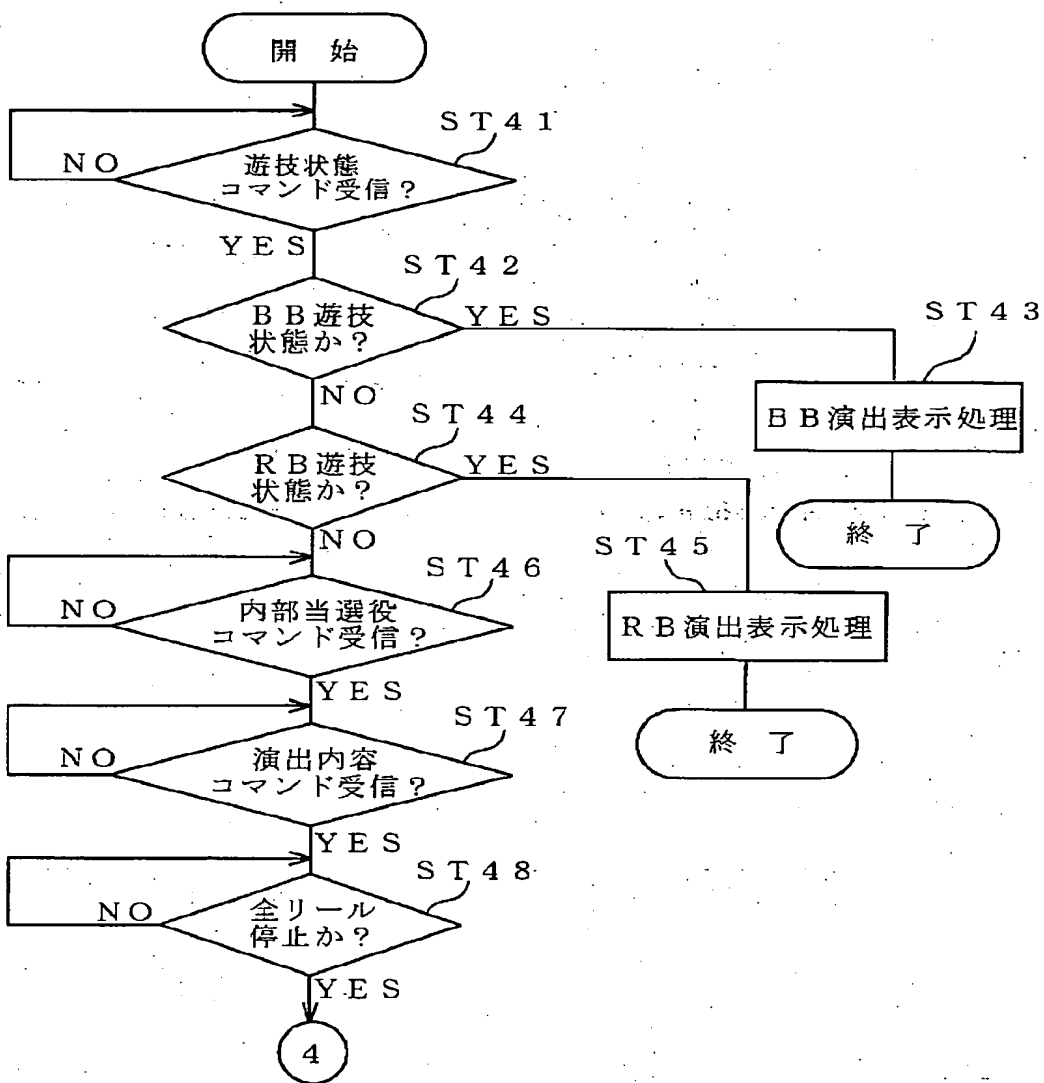 開 始
ST41
遊技状態
コマンド受信?
NO
YES
ST42
BB遊技
状態か?
YES
NO
ST43
BB演出表示処理
終 了
ST44
RB遊技
状態か?
YES
NO
ST45
RB演出表示処理
終 了
ST46
内部当選役
コマンド受信?
NO
YES
ST47
演出内容
コマンド受信?
NO
YES
ST48
全リール
停止か?
NO
YES
4